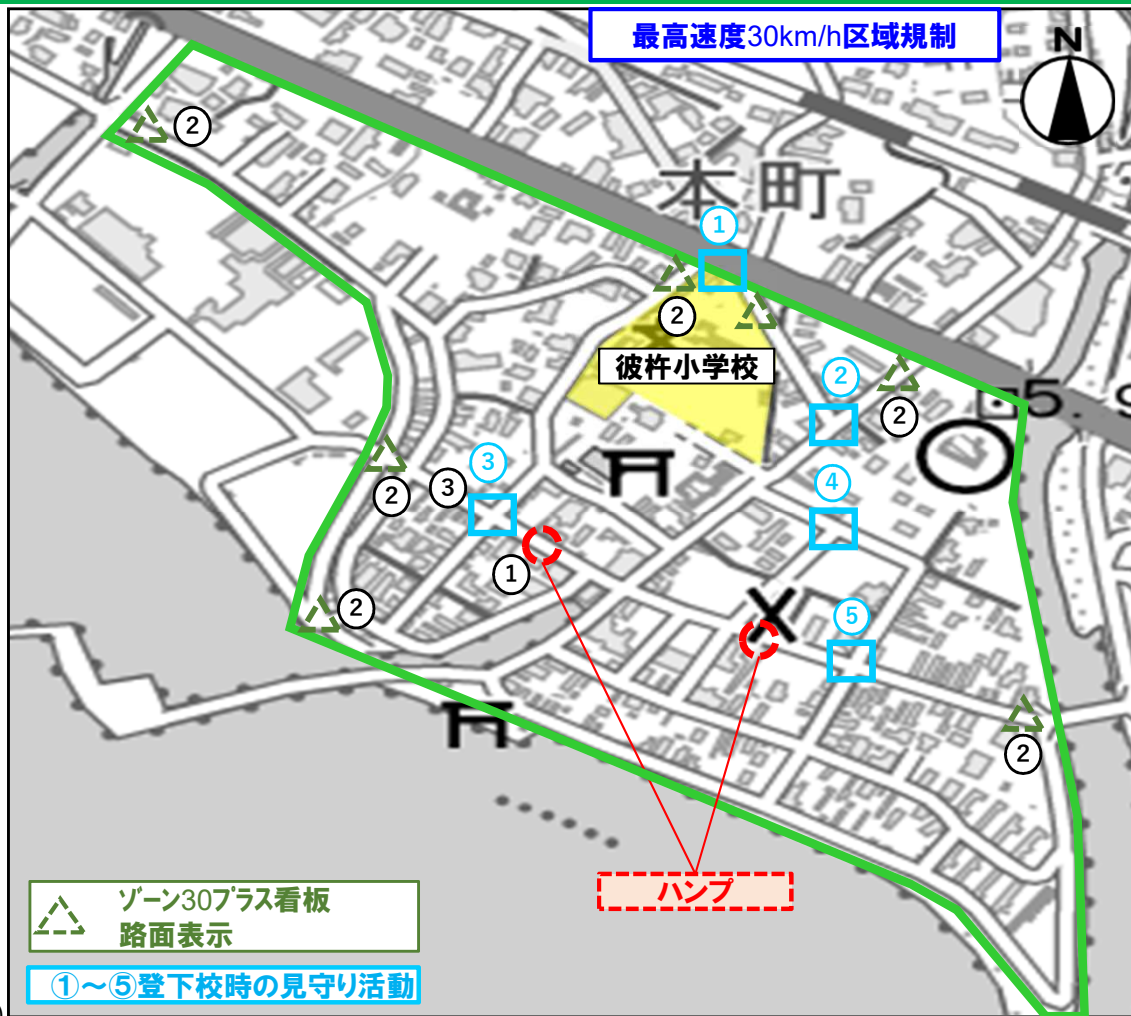 最高速度30km/h区域規制
N
②
本町
①
②
彼杵小学校
②
②
5. 9
③
③
④
②
①
②
⑤
②
ハンプ
ゾーン30プラス看板
路面表示
①～⑤登下校時の見守り活動